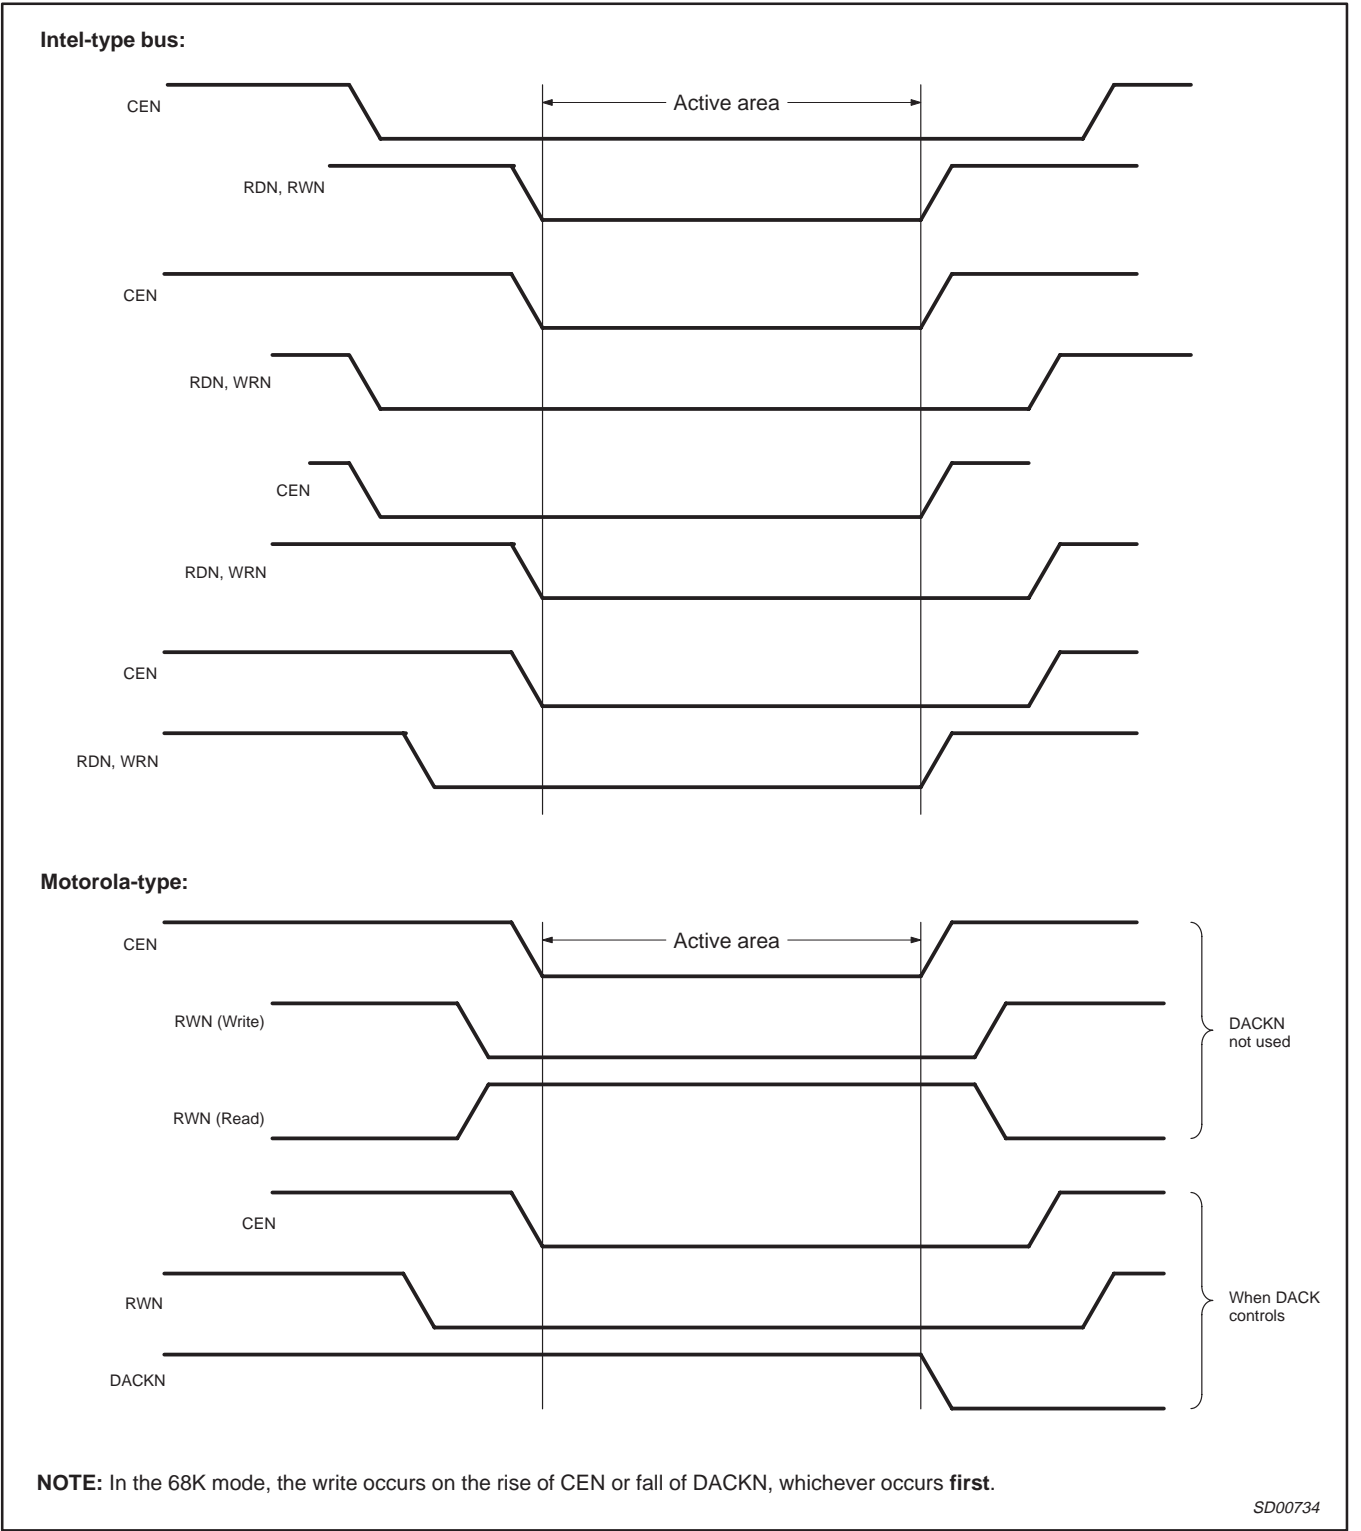 Intel-type bus:
CEN
Active area
RDN, RWN
CEN
RDN, WRN
CEN
RDN, WRN
CEN
RDN, WRN
Motorola-type:
CEN
Active area
RWN (Write)
DACKN
not used
RWN (Read)
CEN
RWN
When DACK
controls
DACKN
NOTE: In the 68K mode, the write occurs on the rise of CEN or fall of DACKN, whichever occurs first.
SD00734